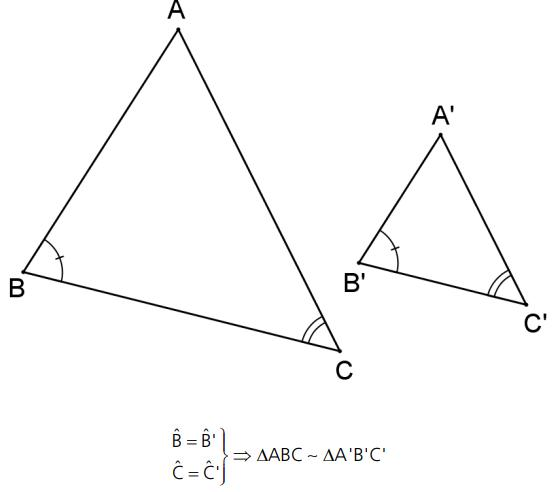 A
A'
B
B'
C'
C
B̂ = B̂'
Ĉ = Ĉ'
} ⇒ ΔABC ~ ΔA'B'C'